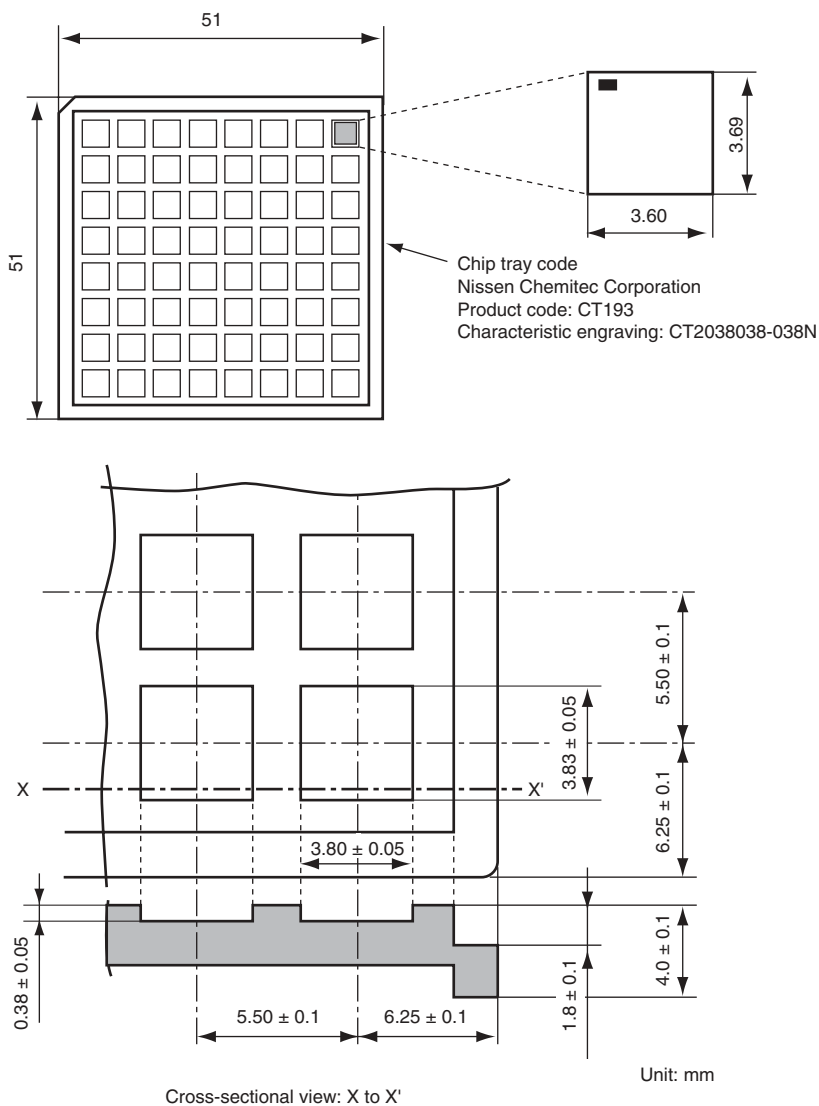 51
51
3.69
3.60
Chip tray code
Nissen Chemitec Corporation
Product code: CT193
Characteristic engraving: CT2038038-038N
5.50 ± 0.1
3.83 ± 0.05
X
X'
6.25 ± 0.1
3.80 ± 0.05
0.38 ± 0.05
4.0 ± 0.1
1.8 ± 0.1
5.50 ± 0.1
6.25 ± 0.1
Unit: mm
Cross-sectional view: X to X'